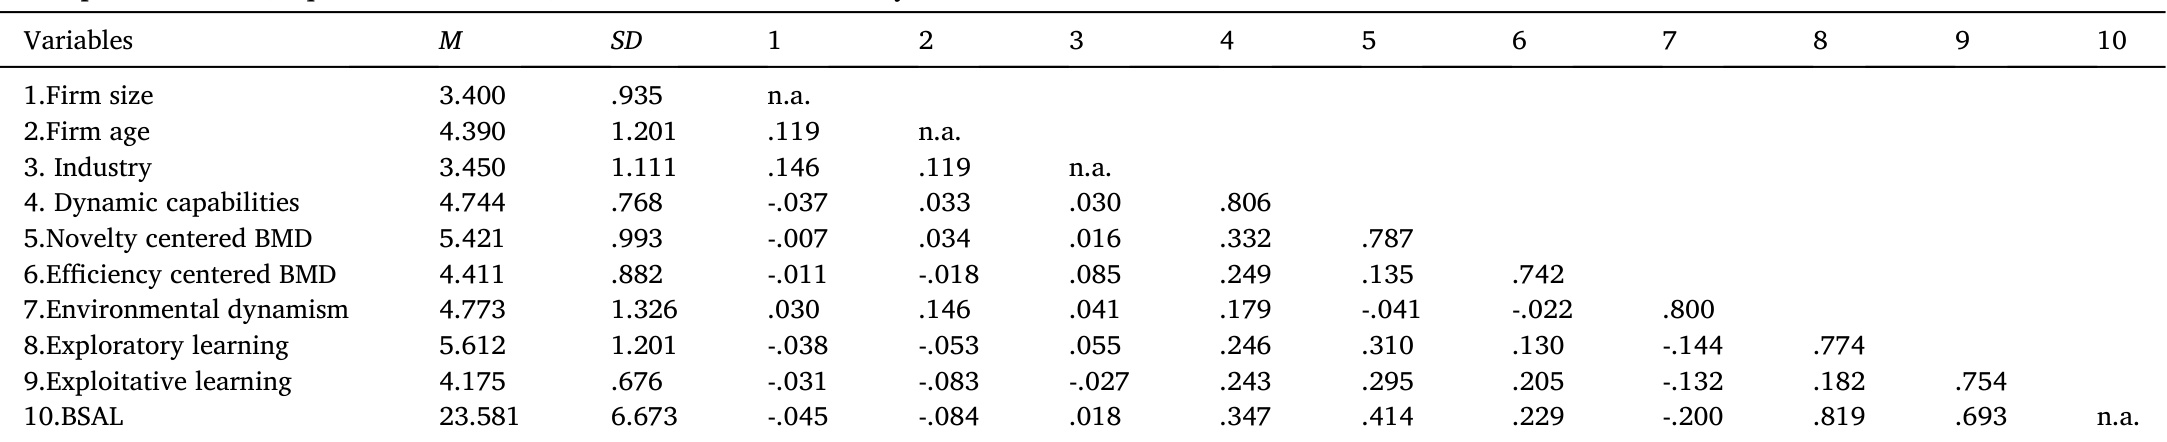 Variables M SD 1 2 3 4 5 6 7 8 9 10
1.Firm size 3.400 .935 n.a.
2.Firm age 4.390 1.201 .119 n.a.
3. Industry 3.450 1.111 .146 .119 n.a.
4. Dynamic capabilities 4.744 .768 -.037 .033 .030 .806
5.Novelty centered BMD 5.421 .993 -.007 .034 .016 .332 .787
6.Efficiency centered BMD 4.411 .882 -.011 -.018 .085 .249 .135 .742
7.Environmental dynamism 4.773 1.326 .030 .146 .041 .179 -.041 -.022 .800
8.Exploratory learning 5.612 1.201 -.038 -.053 .055 .246 .310 .130 -.144 .774
9.Exploitative learning 4.175 .676 -.031 -.083 -.027 .243 .295 .205 -.132 .182 .754
10.BSAL 23.581 6.673 -.045 -.084 .018 .347 .414 .229 -.200 .819 .693 n.a.